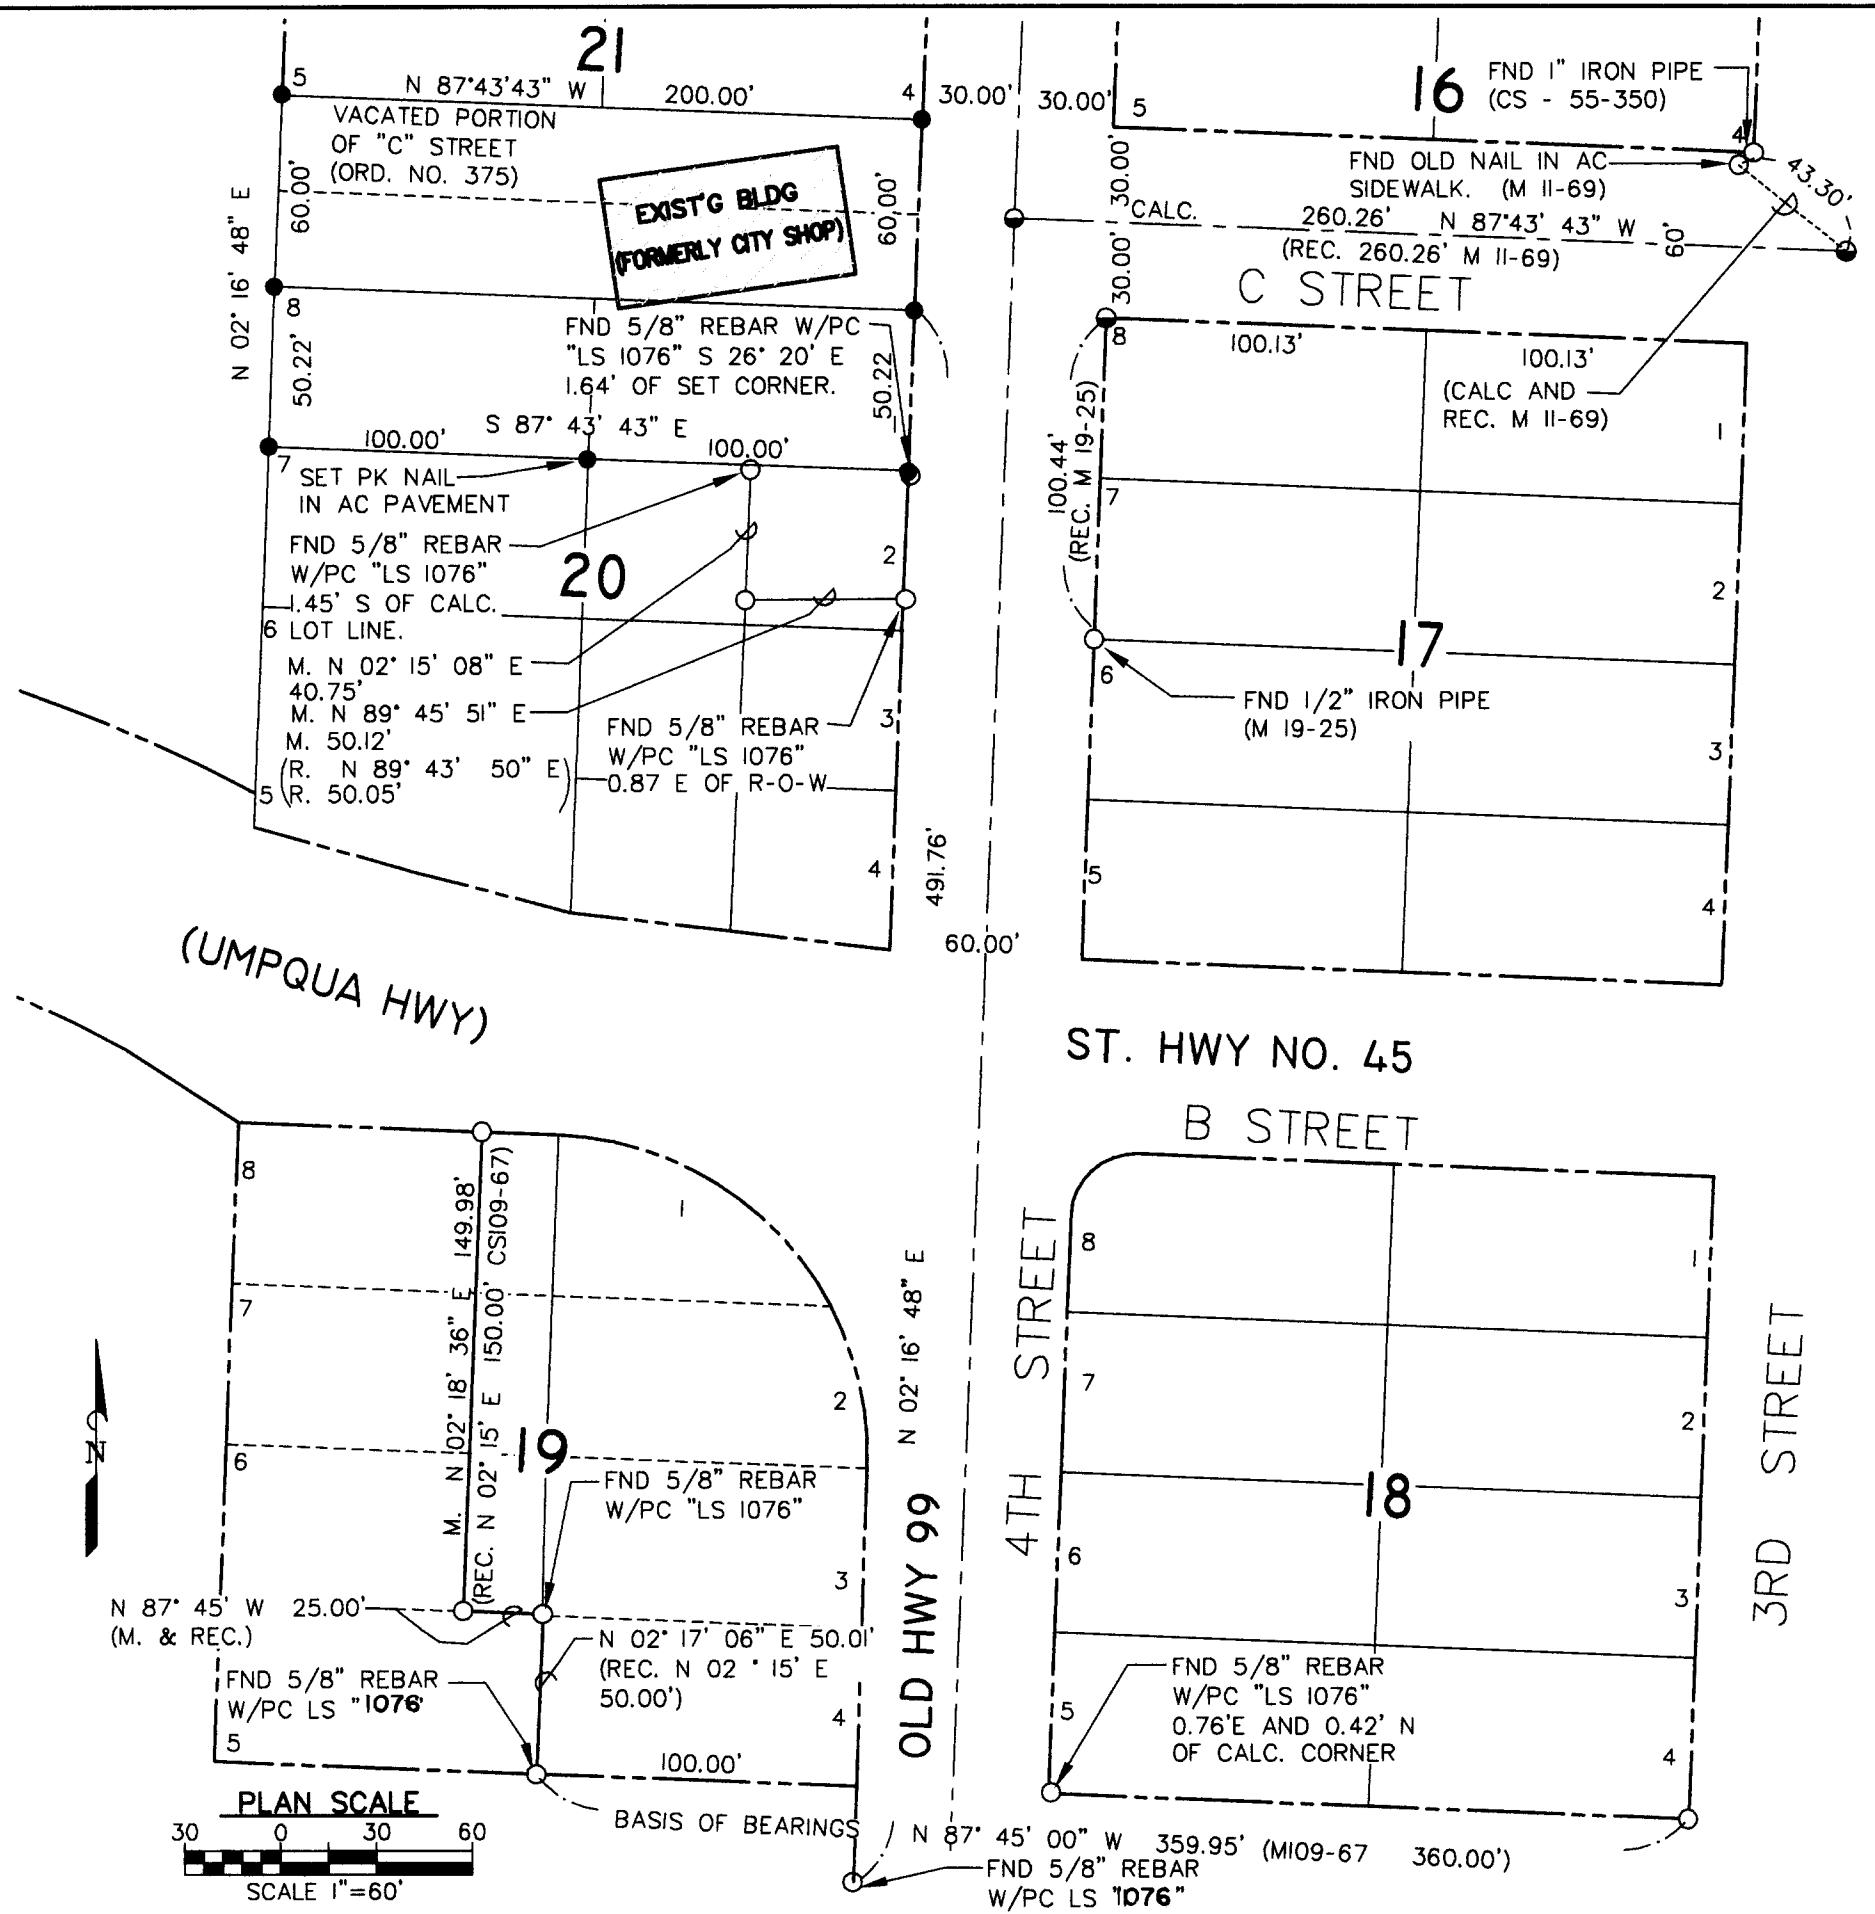 21
5
N 87°43'43" W
200.00'
4
30.00'
30.00'
5
16
FND 1" IRON PIPE
(CS - 55-350)
4
VACATED PORTION
OF "C" STREET
(ORD. NO. 375)
60.00'
EXIST'G BLDG
(FORMERLY CITY SHOP)
60.00'
30.00'
FND OLD NAIL IN AC
SIDEWALK. (M 11-69)
43.30'
CALC. 260.26' N 87°43' 43" W
(REC. 260.26' M 11-69)
60'
N 02° 16' 48" E
30.00'
C STREET
8
50.22'
FND 5/8" REBAR W/PC
"LS 1076" S 26° 20' E
1.64' OF SET CORNER.
50.22
1
8
100.13'
100.13'
(CALC AND
REC. M 11-69)
1
S 87° 43' 43" E
100.00'
100.00'
7
SET PK NAIL
IN AC PAVEMENT
100.44'
(REC. M 19-25)
7
FND 5/8" REBAR
W/PC "LS 1076"
1.45' S OF CALC.
LOT LINE.
20
2
2
6
17
6
M. N 02° 15' 08" E
40.75'
M. N 89° 45' 51" E
M. 50.12'
(R. N 89° 43' 50" E)
R. 50.05'
5
FND 5/8" REBAR
W/PC "LS 1076"
0.87 E OF R-O-W
3
FND 1/2" IRON PIPE
(M 19-25)
3
4
491.76'
5
4
60.00'
(UMPQUA HWY)
ST. HWY NO. 45
B STREET
8
149.98'
M. N 02° 18' 36" E
(REC. N 02° 15' E 150.00' CS109-67)
1
7
6
2
19
FND 5/8" REBAR
W/PC "LS 1076"
3
N 02° 16' 48" E
OLD HWY 99
4TH STREET
8
1
7
2
18
6
3
3RD STREET
N
N 87° 45' W 25.00'
(M. & REC.)
N 02° 17' 06" E 50.01'
(REC. N 02 ° 15' E
50.00')
FND 5/8" REBAR
W/PC LS "1076'
5
4
FND 5/8" REBAR
W/PC "LS 1076"
0.76'E AND 0.42' N
OF CALC. CORNER
5
4
100.00'
PLAN SCALE
30 0 30 60
SCALE 1"=60'
BASIS OF BEARINGS
N 87° 45' 00" W 359.95' (M109-67 360.00')
FND 5/8" REBAR
W/PC LS "1076"